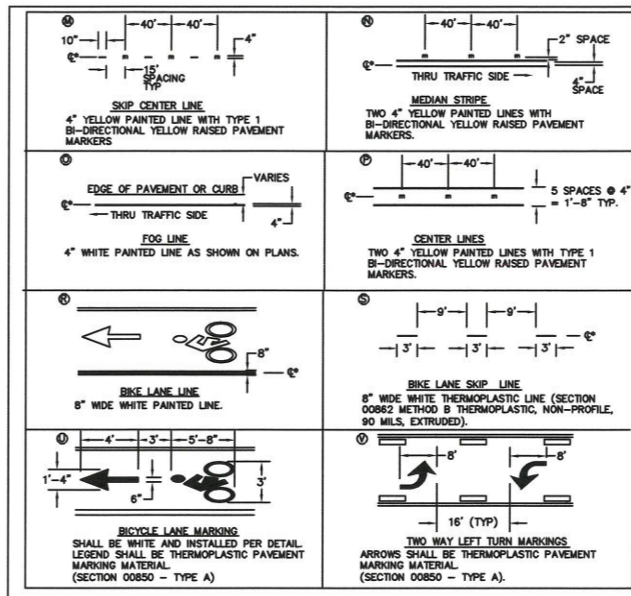 M
40' 40'
10" 4"
15'
SPACING
TYP
SKIP CENTER LINE
4" YELLOW PAINTED LINE WITH TYPE 1
BI-DIRECTIONAL YELLOW RAISED PAVEMENT
MARKERS
N
40' 40'
2" SPACE
THRU TRAFFIC SIDE
4"
SPACE
MEDIAN STRIPE
TWO 4" YELLOW PAINTED LINES WITH
BI-DIRECTIONAL YELLOW RAISED PAVEMENT
MARKERS.
O
VARIES
EDGE OF PAVEMENT OR CURB
THRU TRAFFIC SIDE
4"
FOG LINE
4" WHITE PAINTED LINE AS SHOWN ON PLANS.
P
40' 40'
5 SPACES @ 4"
= 1'-8" TYP.
CENTER LINES
TWO 4" YELLOW PAINTED LINES WITH TYPE 1
BI-DIRECTIONAL YELLOW RAISED PAVEMENT
MARKERS.
R
8"
BIKE LANE LINE
8" WIDE WHITE PAINTED LINE.
S
9' 9'
3' 3' 3'
BIKE LANE SKIP LINE
8" WIDE WHITE THERMOPLASTIC LINE (SECTION
00862 METHOD B THERMOPLASTIC, NON-PROFILE,
90 MILS, EXTRUDED).
U
4' 3' 5'-8"
1'-4" 3'
6"
BICYCLE LANE MARKING
SHALL BE WHITE AND INSTALLED PER DETAIL.
LEGEND SHALL BE THERMOPLASTIC PAVEMENT
MARKING MATERIAL.
(SECTION 00850 - TYPE A)
V
8' 8'
16' (TYP)
TWO WAY LEFT TURN MARKINGS
ARROWS SHALL BE THERMOPLASTIC PAVEMENT
MARKING MATERIAL
(SECTION 00850 - TYPE A).